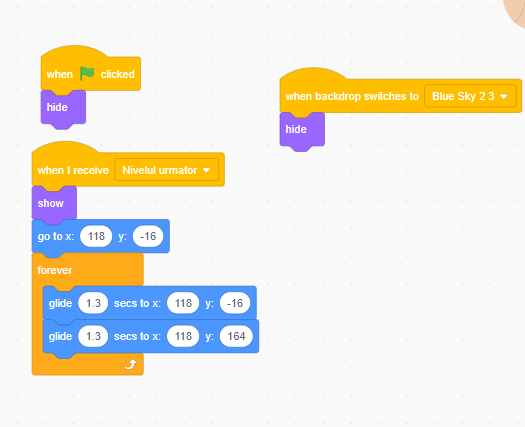 when clicked
hide
when backdrop switches to Blue Sky 2 3
hide
when I receive Nivelul urmator
show
go to x: 118 y: -16
forever
glide 1.3 secs to x: 118 y: -16
glide 1.3 secs to x: 118 y: 164